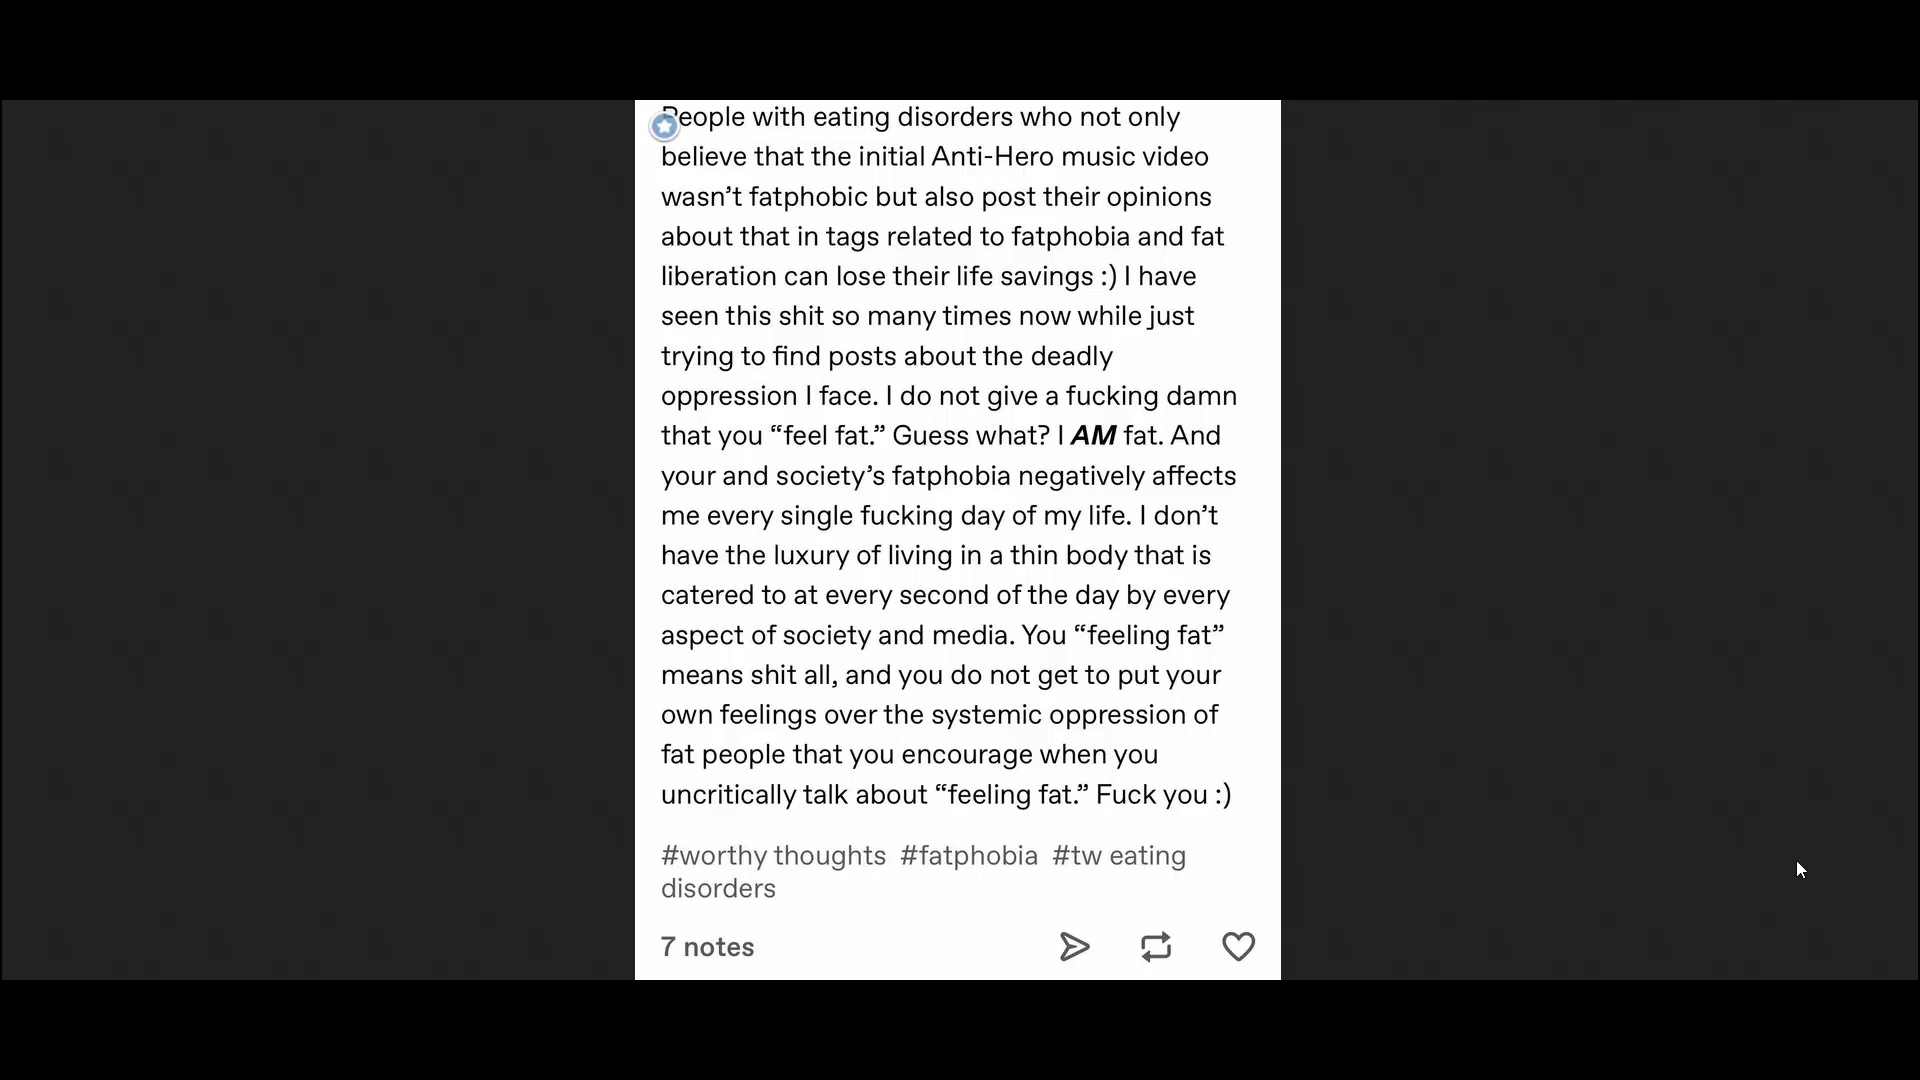 People with eating disorders who not only
believe that the initial Anti-Hero music video
wasn’t fatphobic but also post their opinions
about that in tags related to fatphobia and fat
liberation can lose their life savings :) I have
seen this shit so many times now while just
trying to find posts about the deadly
oppression I face. I do not give a fucking damn
that you “feel fat.” Guess what? I AM fat. And
your and society’s fatphobia negatively affects
me every single fucking day of my life. I don’t
have the luxury of living in a thin body that is
catered to at every second of the day by every
aspect of society and media. You “feeling fat”
means shit all, and you do not get to put your
own feelings over the systemic oppression of
fat people that you encourage when you
uncritically talk about “feeling fat.” Fuck you :)
#worthy thoughts #fatphobia #tw eating
disorders
7 notes